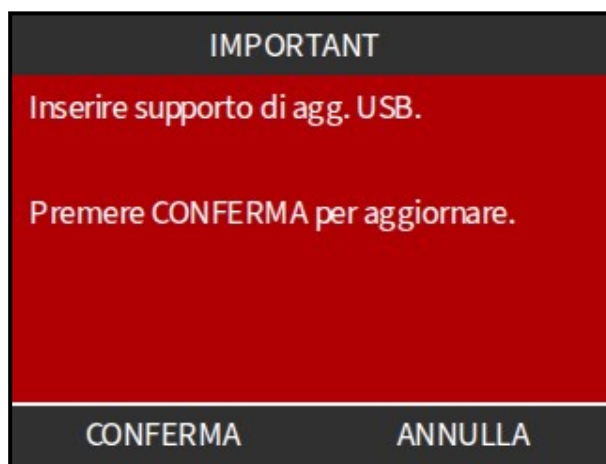 IMPORTANT
Inserire supporto di agg. USB.
Premere CONFERMA per aggiornare.
CONFERMA ANNULLA